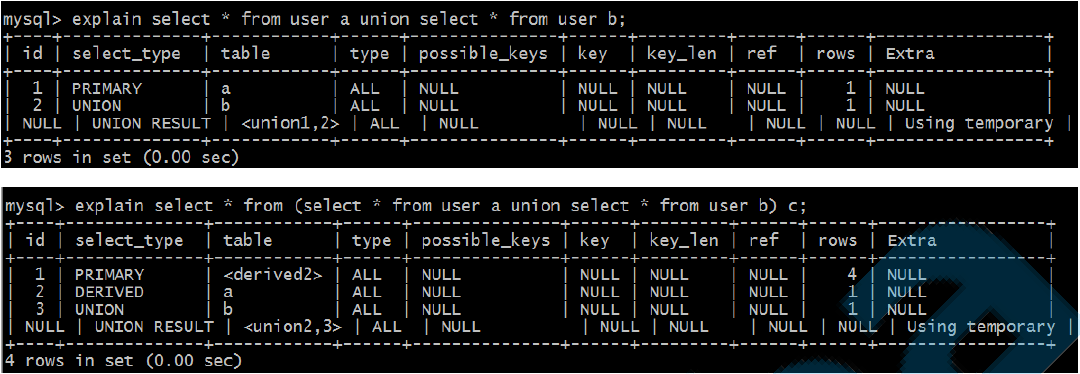 mysql> explain select * from user a union select * from user b;
+----+-------------+------------+------+---------------+------+---------+------+------+-------------+
| id | select_type | table | type | possible_keys | key | key_len | ref | rows | Extra |
+----+-------------+------------+------+---------------+------+---------+------+------+-------------+
| 1 | PRIMARY | a | ALL | NULL | NULL | NULL | NULL | 1 | NULL |
| 2 | UNION | b | ALL | NULL | NULL | NULL | NULL | 1 | NULL |
| NULL | UNION RESULT | <union1,2> | ALL | NULL | NULL | NULL | NULL | NULL | Using temporary |
+----+-------------+------------+------+---------------+------+---------+------+------+-------------+
3 rows in set (0.00 sec)
mysql> explain select * from (select * from user a union select * from user b) c;
+----+-------------+------------+------+---------------+------+---------+------+------+-------------+
| id | select_type | table | type | possible_keys | key | key_len | ref | rows | Extra |
+----+-------------+------------+------+---------------+------+---------+------+------+-------------+
| 1 | PRIMARY | <derived2> | ALL | NULL | NULL | NULL | NULL | 4 | NULL |
| 2 | DERIVED | a | ALL | NULL | NULL | NULL | NULL | 1 | NULL |
| 3 | UNION | b | ALL | NULL | NULL | NULL | NULL | 1 | NULL |
| NULL | UNION RESULT | <union2,3> | ALL | NULL | NULL | NULL | NULL | NULL | Using temporary |
+----+-------------+------------+------+---------------+------+---------+------+------+-------------+
4 rows in set (0.00 sec)